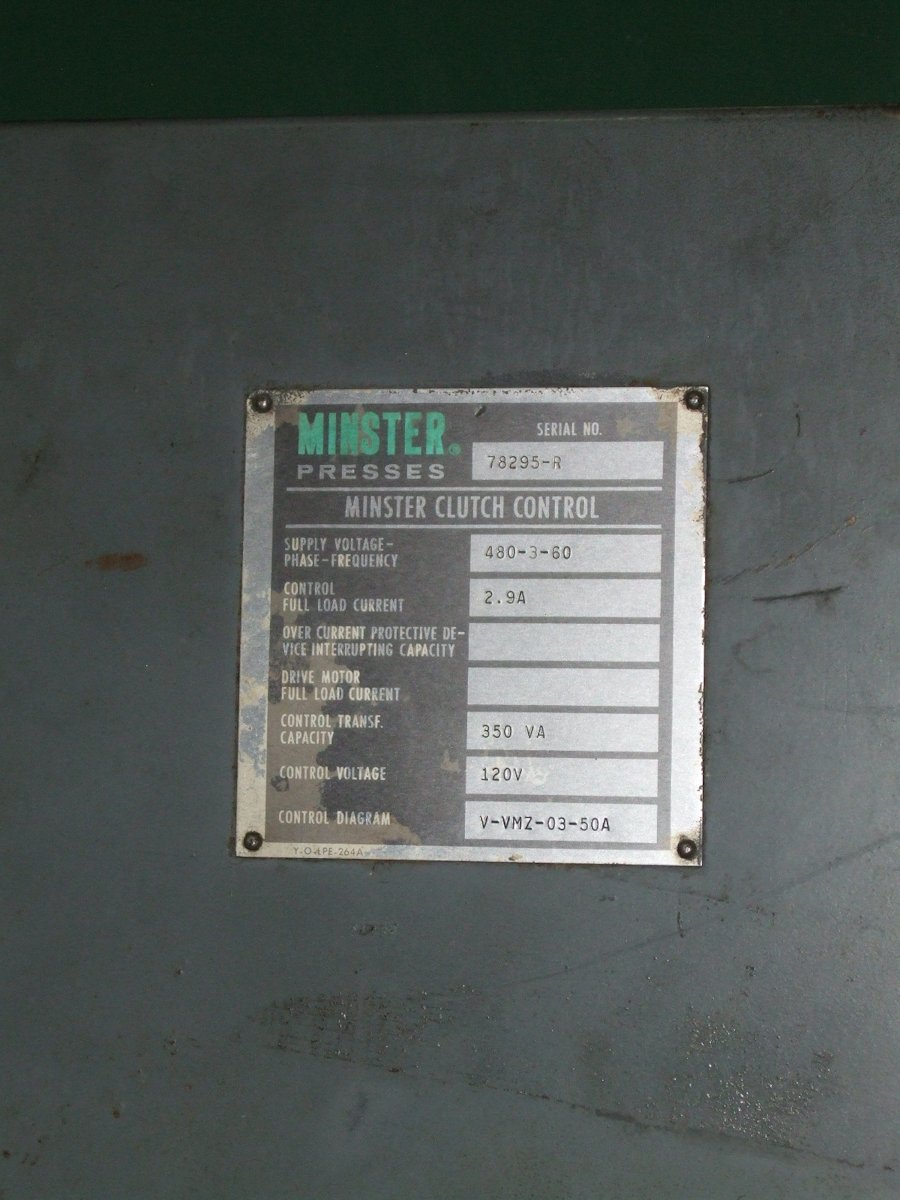 MINSTER®
PRESSES
SERIAL NO.
78295-R
MINSTER CLUTCH CONTROL
SUPPLY VOLTAGE-
PHASE-FREQUENCY
480-3-60
CONTROL
FULL LOAD CURRENT
2.9A
OVER CURRENT PROTECTIVE DE-
VICE INTERRUPTING CAPACITY
DRIVE MOTOR
FULL LOAD CURRENT
CONTROL TRANSF.
CAPACITY
350 VA
CONTROL VOLTAGE
120V
CONTROL DIAGRAM
V-VMZ-03-50A